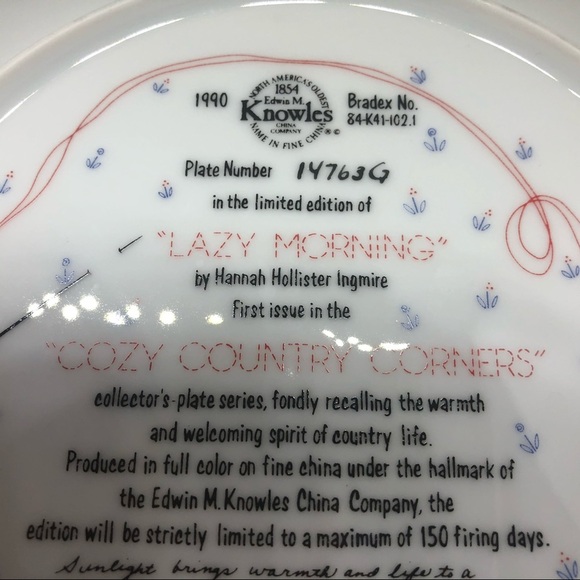 NORTH AMERICA'S OLDEST
1854
1990 Edwin M. Bradex No.
Knowles ® © 84-K41-102.1
CHINA
COMPANY
NAME IN FINE CHINA
Plate Number 14763G
in the limited edition of
"LAZY MORNING"
by Hannah Hollister Ingmire
First issue in the
"COZY COUNTRY CORNERS"
collector's-plate series, fondly recalling the warmth
and welcoming spirit of country life.
Produced in full color on fine china under the hallmark of
the Edwin M. Knowles China Company, the
edition will be strictly limited to a maximum of 150 firing days.
Sunlight brings warmth and life to a